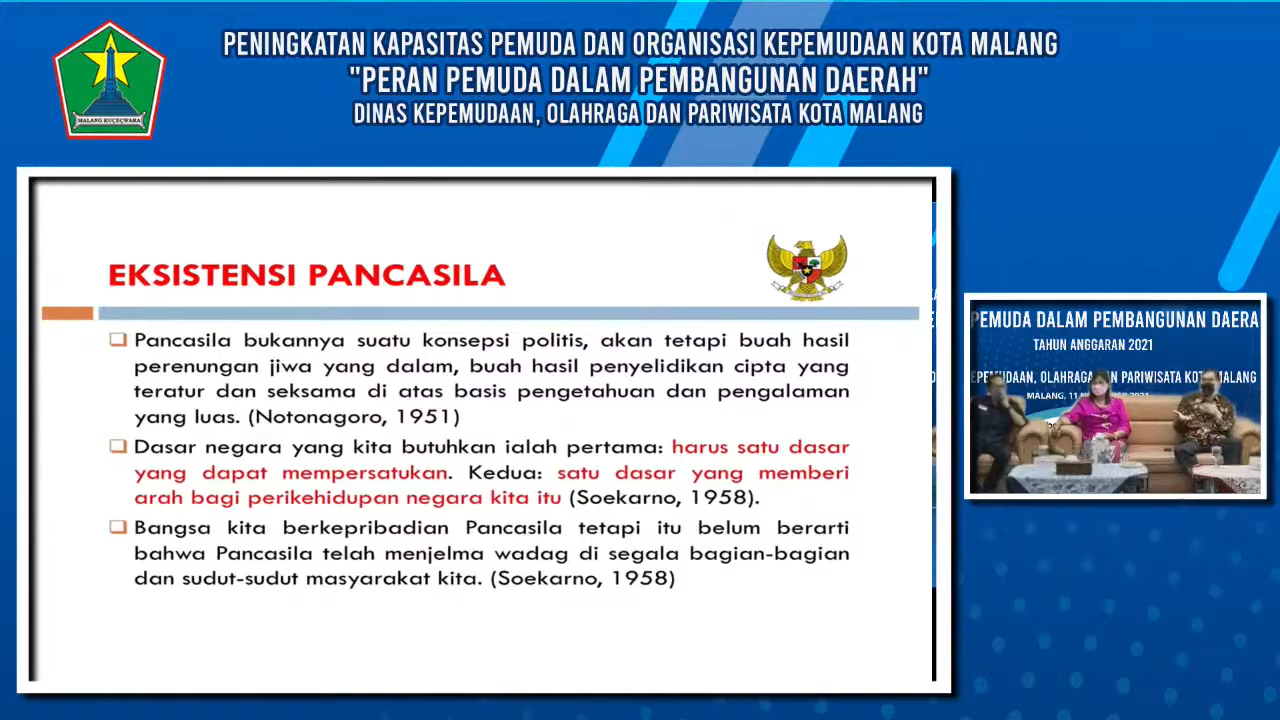 PENINGKATAN KAPASITAS PEMUDA DAN ORGANISASI KEPEMUDAAN KOTA MALANG
"PERAN PEMUDA DALAM PEMBANGUNAN DAERAH"
DINAS KEPEMUDAAN, OLAHRAGA DAN PARIWISATA KOTA MALANG
MALANG KUÇEÇWARA
EKSISTENSI PANCASILA
Pancasila bukannya suatu konsepsi politis, akan tetapi buah hasil
perenungan jiwa yang dalam, buah hasil penyelidikan cipta yang
teratur dan seksama di atas basis pengetahuan dan pengalaman
yang luas. (Notonagoro, 1951)
Dasar negara yang kita butuhkan ialah pertama: harus satu dasar
yang dapat mempersatukan. Kedua: satu dasar yang memberi
arah bagi perikehidupan negara kita itu (Soekarno, 1958).
Bangsa kita berkepribadian Pancasila tetapi itu belum berarti
bahwa Pancasila telah menjelma wadag di segala bagian-bagian
dan sudut-sudut masyarakat kita. (Soekarno, 1958)
PEMUDA DALAM PEMBANGUNAN DAERA
TAHUN ANGGARAN 2021
EPEMUDAAN, OLAHRAGA DAN PARIWISATA KOTA MALANG
MALANG, 11 2021